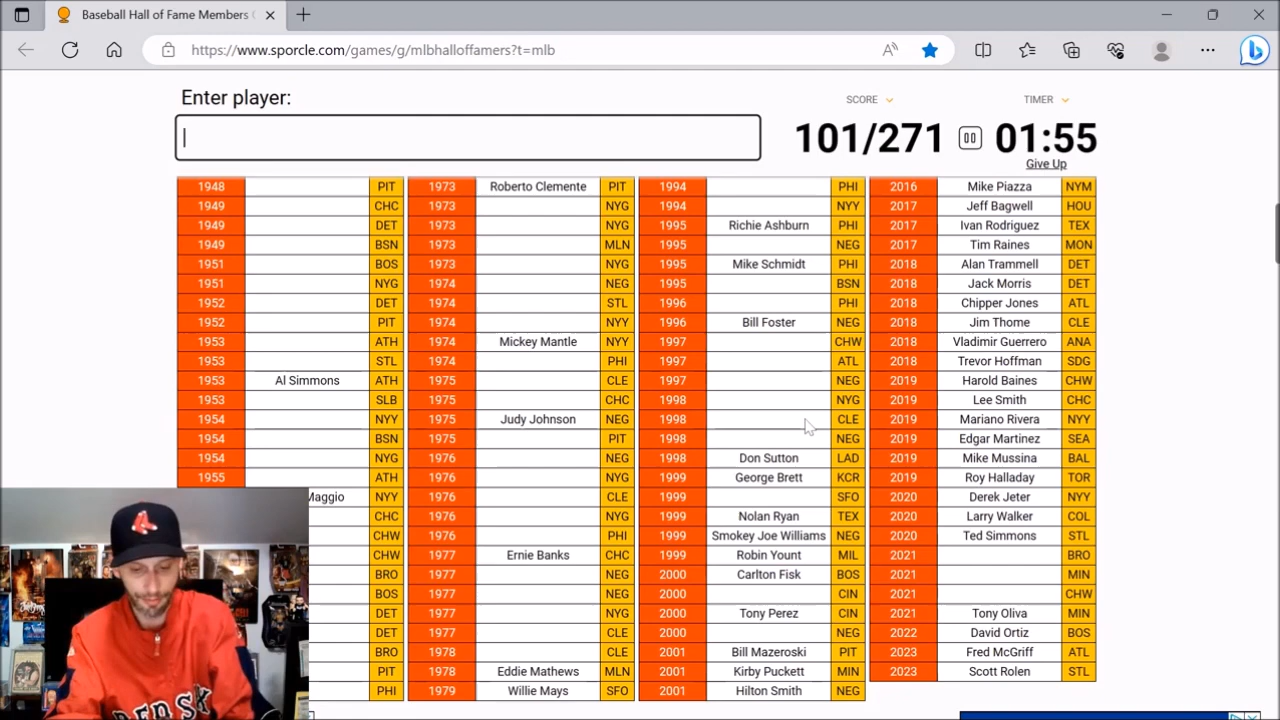 Baseball Hall of Fame Members
https://www.sporcle.com/games/g/mlbhalloffamers?t=mlb
Enter player:
SCORE
TIMER
101/271
01:55
Give Up
1948 PIT 1973 Roberto Clemente PIT 1994 PHI 2016 Mike Piazza NYM
1949 CHC 1973 NYG 1994 NYY 2017 Jeff Bagwell HOU
1949 DET 1973 NYG 1995 Richie Ashburn PHI 2017 Ivan Rodriguez TEX
1949 BSN 1973 MLN 1995 NEG 2017 Tim Raines MON
1951 BOS 1973 NYG 1995 Mike Schmidt PHI 2018 Alan Trammell DET
1951 NYG 1974 NEG 1995 BSN 2018 Jack Morris DET
1952 DET 1974 STL 1996 PHI 2018 Chipper Jones ATL
1952 PIT 1974 NYY 1996 Bill Foster NEG 2018 Jim Thome CLE
1953 ATH 1974 Mickey Mantle NYY 1997 CHW 2018 Vladimir Guerrero ANA
1953 STL 1974 PHI 1997 ATL 2018 Trevor Hoffman SDG
1953 Al Simmons ATH 1975 CLE 1997 NEG 2019 Harold Baines CHW
1953 SLB 1975 CHC 1998 NYG 2019 Lee Smith CHC
1954 NYY 1975 Judy Johnson NEG 1998 CLE 2019 Mariano Rivera NYY
1954 BSN 1975 PIT 1998 NEG 2019 Edgar Martinez SEA
1954 NYG 1976 NEG 1998 Don Sutton LAD 2019 Mike Mussina BAL
1955 ATH 1976 NYG 1999 George Brett KCR 2019 Roy Halladay TOR
Maggio NYY 1976 CLE 1999 SFO 2020 Derek Jeter NYY
CHC 1976 NYG 1999 Nolan Ryan TEX 2020 Larry Walker COL
CHW 1976 PHI 1999 Smokey Joe Williams NEG 2020 Ted Simmons STL
CHW 1977 Ernie Banks CHC 1999 Robin Yount MIL 2021 BRO
BRO 1977 NEG 2000 Carlton Fisk BOS 2021 MIN
BOS 1977 NEG 2000 CIN 2021 CHW
DET 1977 NYG 2000 Tony Perez CIN 2021 Tony Oliva MIN
DET 1977 CLE 2000 NEG 2022 David Ortiz BOS
BRO 1978 CLE 2001 Bill Mazeroski PIT 2023 Fred McGriff ATL
PIT 1978 Eddie Mathews MLN 2001 Kirby Puckett MIN 2023 Scott Rolen STL
PHI 1979 Willie Mays SFO 2001 Hilton Smith NEG
RED S